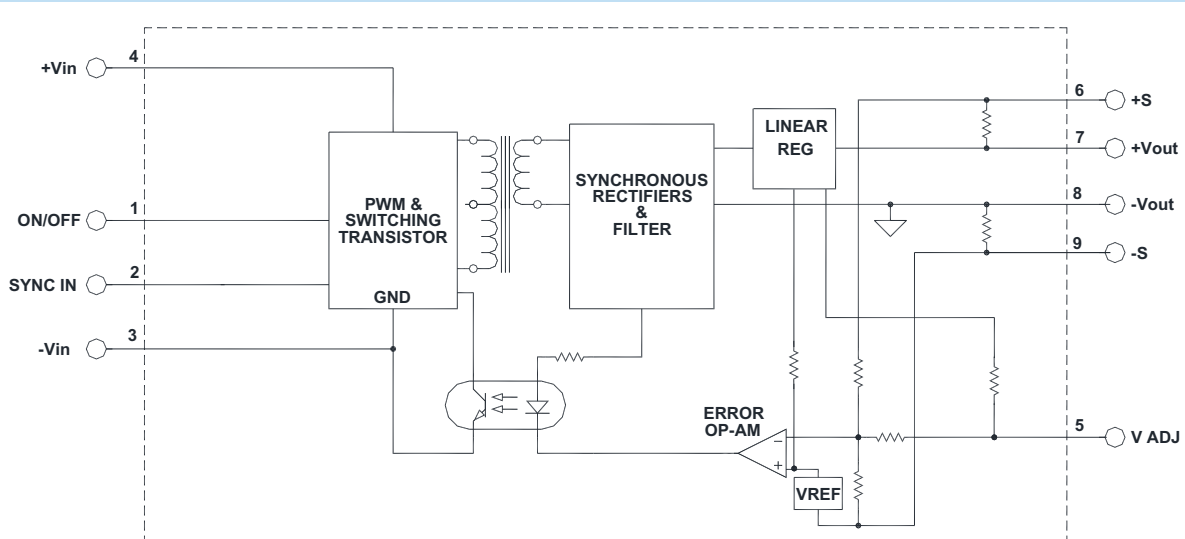 +Vin
4
ON/OFF
1
SYNC IN
2
-Vin
3
PWM &
SWITCHING
TRANSISTOR
GND
SYNCHRONOUS
RECTIFIERS
&
FILTER
LINEAR
REG
6
+S
7
+Vout
8
-Vout
9
-S
ERROR
OP-AM
−
+
VREF
5
V ADJ